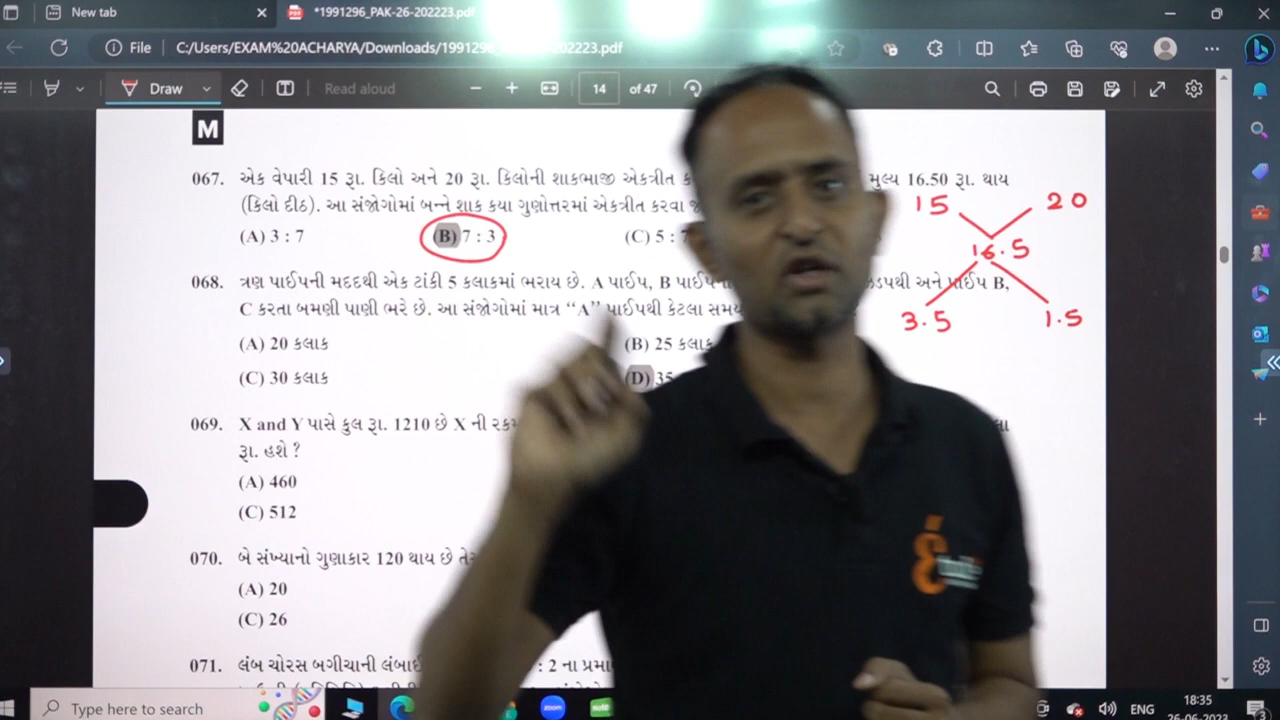 New tab
*1991296_PAK-26-202223.pdf
File C:/Users/EXAM%20ACHARYA/Downloads/1991296 202223.pdf
Draw Read aloud 14 of 47
M
067. એક વેપારી 15 રૂા. કિલો અને 20 રૂા. કિલોની શાકભાજી એકત્રીત મુલ્ય 16.50 રૂા. થાય
(કિલો દીઠ). આ સંજોગોમાં બન્ને શાક કયા ગુણોત્તરમાં એકત્રીત કરવા
15 20
(A) 3 : 7 (B) 7 : 3 (C) 5 :
16.5
068. ત્રણ પાઈપની મદદથી એક ટાંકી 5 કલાકમાં ભરાય છે. A પાઈપ, B અને પાઈપ B,
C કરતા બમણી પાણી ભરે છે. આ સંજોગોમાં માત્ર “A” પાઈપથી કેટલા
3.5 1.5
(A) 20 કલાક (B) 25 કલાક
(C) 30 કલાક (D) 35
069. X and Y પાસે કુલ રૂા. 1210 છે X ની
રૂા. હશે ?
(A) 460
(C) 512
070. બે સંખ્યાનો ગુણાકાર 120 થાય છે
(A) 20
(C) 26
071. લંબ ચોરસ બગીચાની : 2 ના
Type here to search
zoom
ENG
18:35
26-06-2023